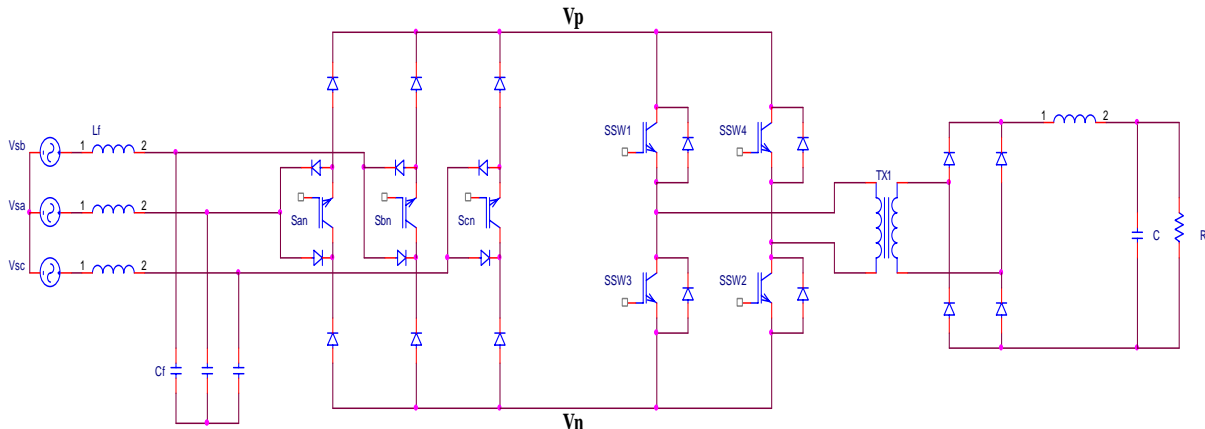 Vp
Lf
Vsb 1 2
Vsa 1 2
Vsc 1 2
Cf
San
Sbn
Scn
SSW1
SSW4
SSW3
SSW2
TX1
1 2
C
R
Vn